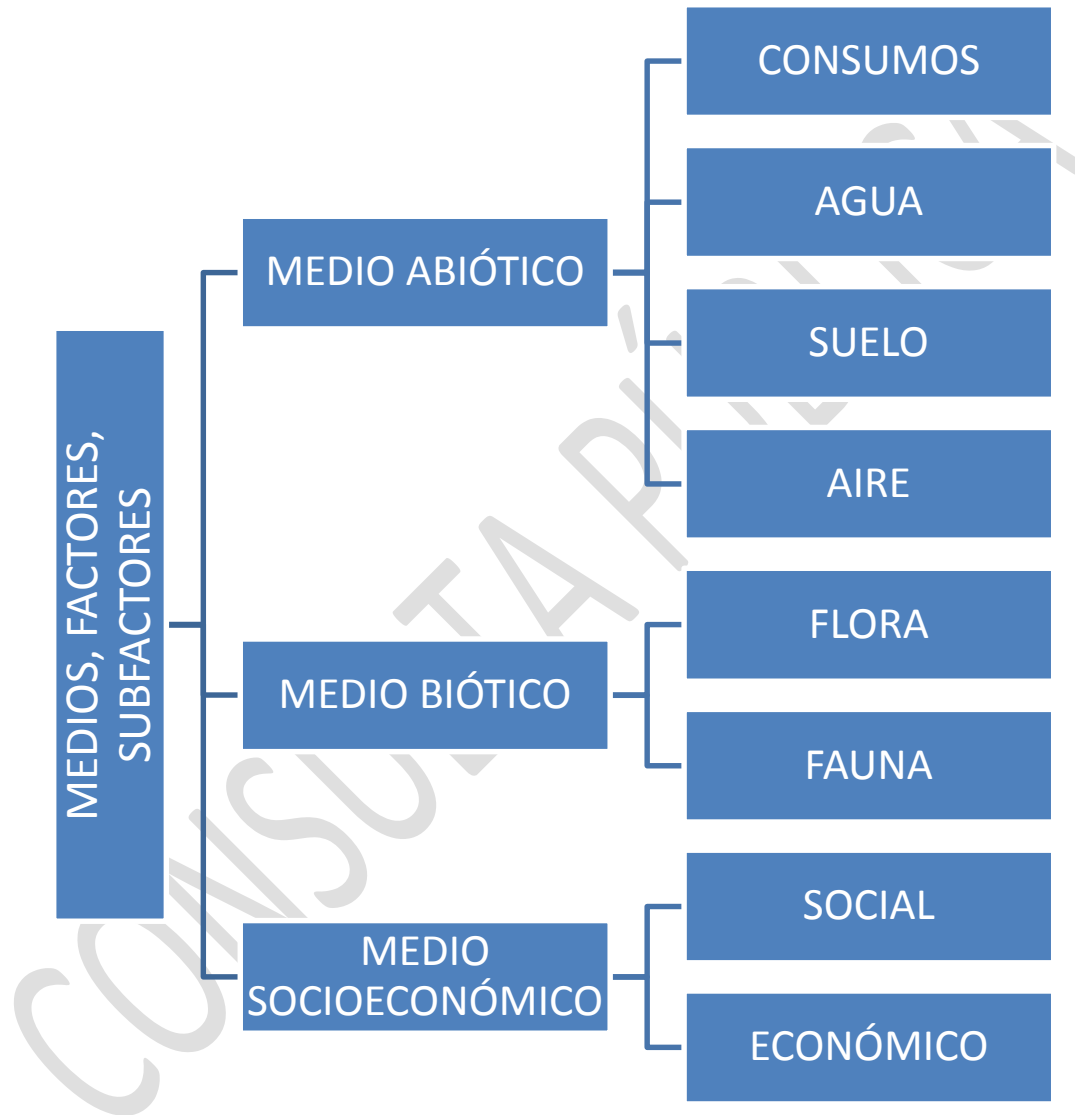 MEDIOS, FACTORES,
SUBFACTORES
MEDIO ABIÓTICO
CONSUMOS
AGUA
SUELO
AIRE
MEDIO BIÓTICO
FLORA
FAUNA
MEDIO
SOCIOECONÓMICO
SOCIAL
ECONÓMICO